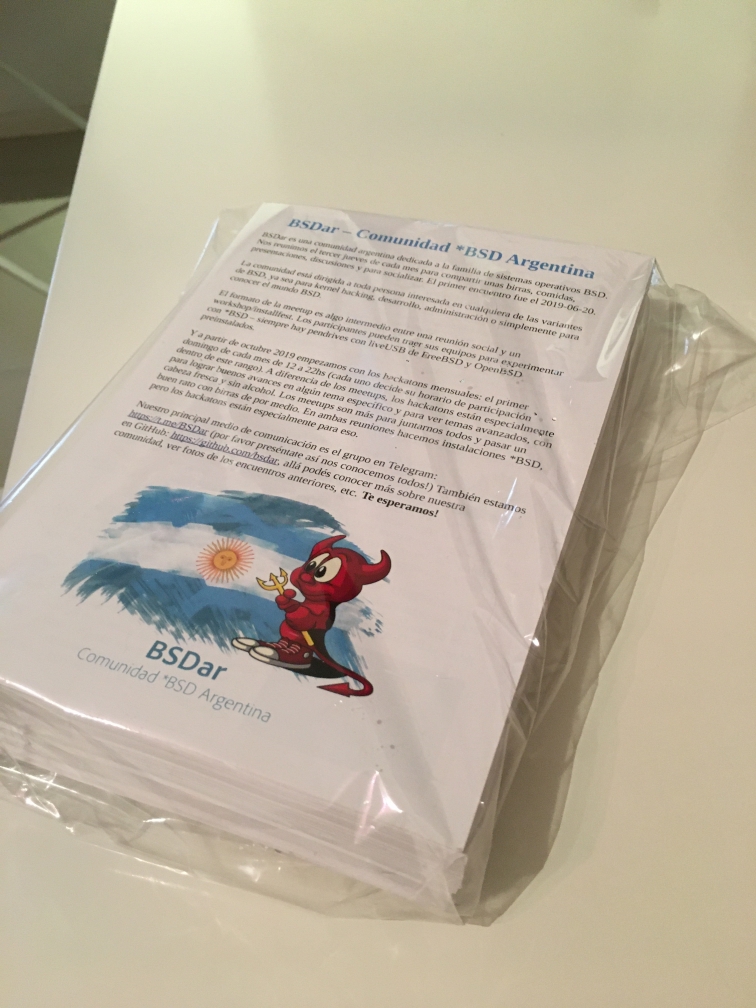 BSDar – Comunidad *BSD Argentina
BSDar es una comunidad argentina dedicada a la familia de sistemas operativos BSD.
Nos reunimos el tercer jueves de cada mes para compartir unas birras, comidas,
presentaciones, discusiones y para socializar. El primer encuentro fue el 2019-06-20.
La comunidad está dirigida a toda persona interesada en cualquiera de las variantes
de BSD, ya sea para kernel hacking, desarrollo, administración o simplemente para
conocer el mundo BSD.
El formato de la meetup es algo intermedio entre una reunión social y un
workshop/installfest. Los participantes pueden traer sus equipos para experimentar
con *BSD – siempre hay pendrives con liveUSB de FreeBSD y OpenBSD
preinstalados.
Y a partir de octubre 2019 empezamos con los hackatons mensuales: el primer
domingo de cada mes de 12 a 22hs (cada uno decide su horario de participación
dentro de este rango). A diferencia de los meetups, los hackatons están especialmente
para lograr buenos avances en algún tema específico y para ver temas avanzados, con
cabeza fresca y sin alcohol. Los meetups son más para juntarnos todos y pasar un
buen rato con birras de por medio. En ambas reuniones hacemos instalaciones *BSD,
pero los hackatons están especialmente para eso.
Nuestro principal medio de comunicación es el grupo en Telegram:
https://t.me/BSDar (por favor presentate así nos conocemos todos!) También estamos
en GitHub: https://github.com/bsdar, allá podés conocer más sobre nuestra
comunidad, ver fotos de los encuentros anteriores, etc. Te esperamos!
BSDar
Comunidad *BSD Argentina